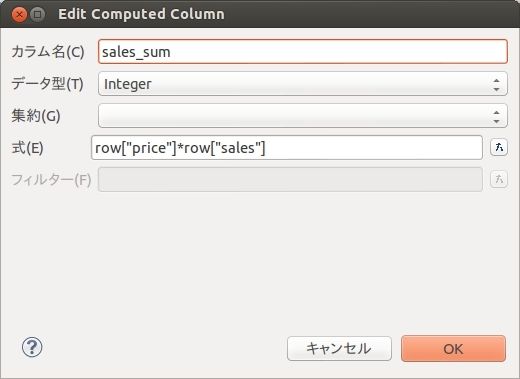 Edit Computed Column
カラム名(C) sales_sum
データ型(T) Integer
集約(G)
式(E) row["price"]*row["sales"]
フィルター(F)
キャンセル OK